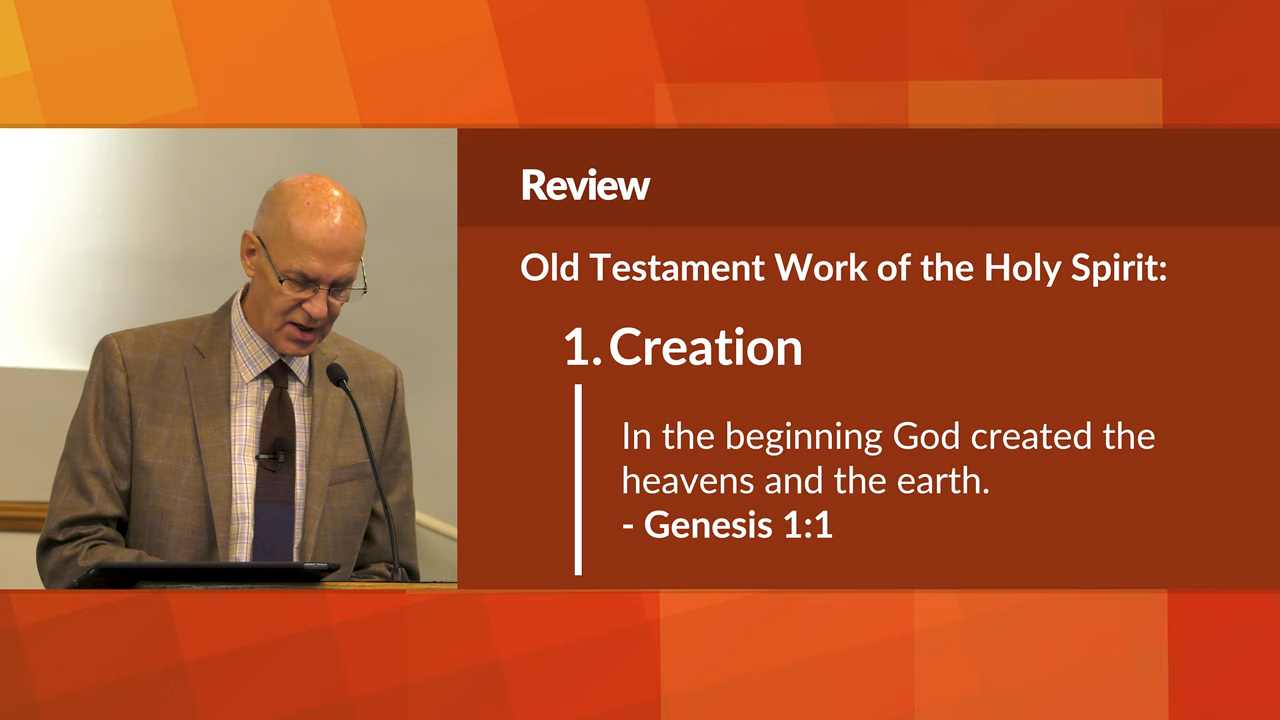 Review
Old Testament Work of the Holy Spirit:
1. Creation
In the beginning God created the
heavens and the earth.
- Genesis 1:1